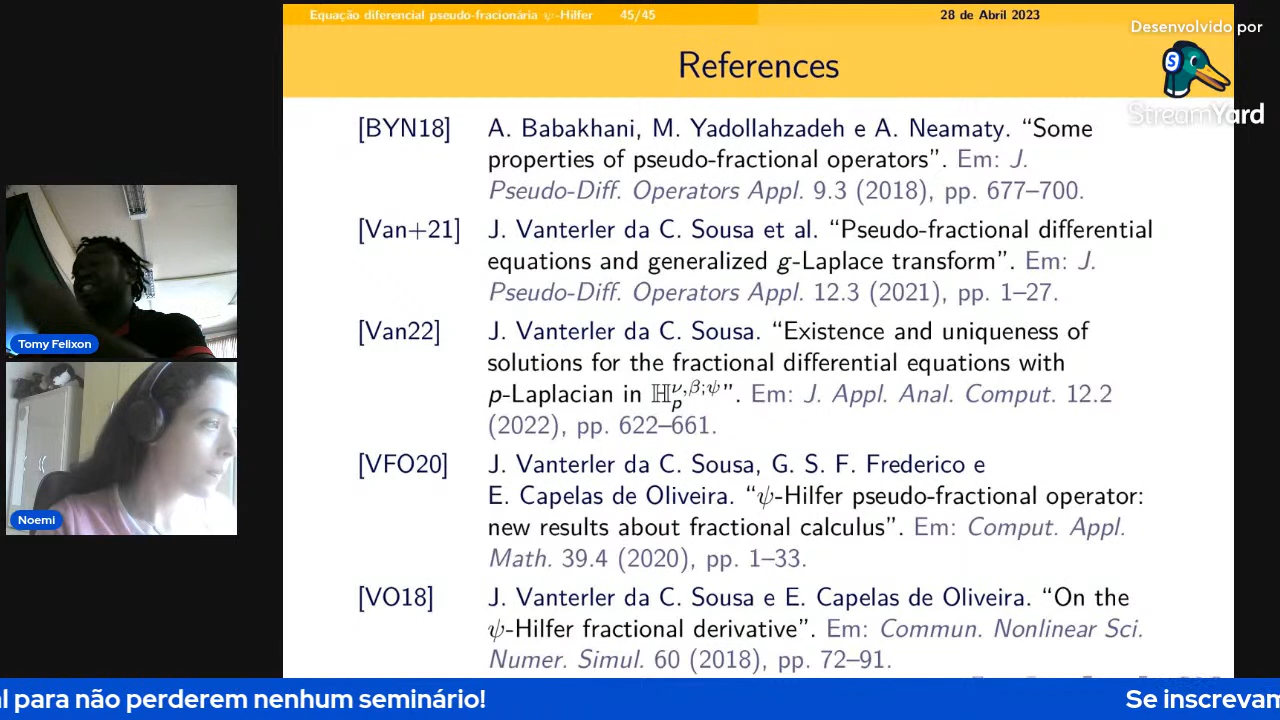 Equação diferencial pseudo-fracionária ψ-Hilfer 45/45 28 de Abril 2023
Desenvolvido por
StreamYard
References
[BYN18] A. Babakhani, M. Yadollahzadeh e A. Neamaty. “Some
properties of pseudo-fractional operators”. Em: J.
Pseudo-Diff. Operators Appl. 9.3 (2018), pp. 677–700.
[Van+21] J. Vanterler da C. Sousa et al. “Pseudo-fractional differential
equations and generalized g-Laplace transform”. Em: J.
Pseudo-Diff. Operators Appl. 12.3 (2021), pp. 1–27.
[Van22] J. Vanterler da C. Sousa. “Existence and uniqueness of
solutions for the fractional differential equations with
p-Laplacian in ℍ_p^{ν,β;ψ}”. Em: J. Appl. Anal. Comput. 12.2
(2022), pp. 622–661.
[VFO20] J. Vanterler da C. Sousa, G. S. F. Frederico e
E. Capelas de Oliveira. “ψ-Hilfer pseudo-fractional operator:
new results about fractional calculus”. Em: Comput. Appl.
Math. 39.4 (2020), pp. 1–33.
[VO18] J. Vanterler da C. Sousa e E. Capelas de Oliveira. “On the
ψ-Hilfer fractional derivative”. Em: Commun. Nonlinear Sci.
Numer. Simul. 60 (2018), pp. 72–91.
Tomy Felixon
Noemi
para não perderem nenhum seminário! Se inscrevam